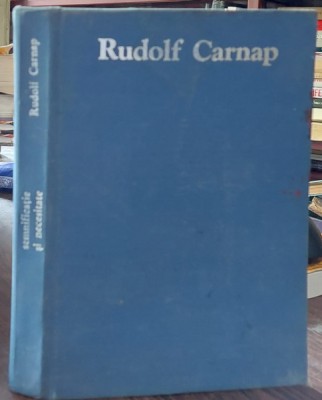 Rudolf Carnap
Rudolf Carnap
semnificație
și necesitate